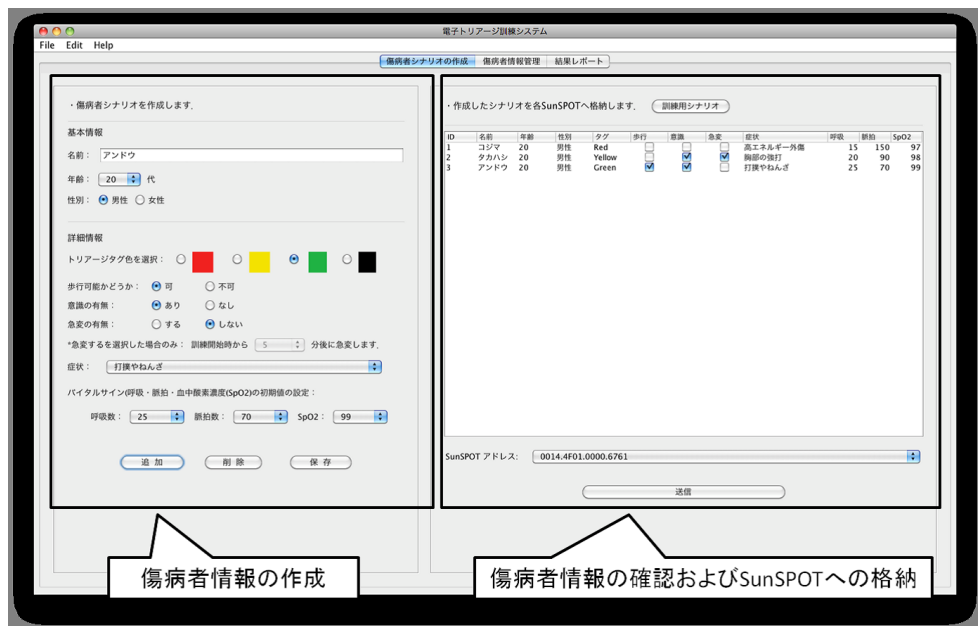 電子トリアージ訓練システム
File Edit Help
傷病者シナリオの作成 傷病者情報管理 結果レポート
・傷病者シナリオを作成します.
基本情報
名前： アンドウ
年齢： 20 代
性別： 男性 女性
詳細情報
トリアージタグ色を選択：
歩行可能かどうか： 可 不可
意識の有無： あり なし
急変の有無： する しない
*急変するを選択した場合のみ： 訓練開始時から 5 分後に急変します.
症状： 打撲やねんざ
バイタルサイン(呼吸・脈拍・血中酸素濃度(SpO2)の初期値の設定：
呼吸数： 25 脈拍数： 70 SpO2： 99
追 加 削 除 保 存
・作成したシナリオを各SunSPOTへ格納します. 訓練用シナリオ
ID 名前 年齢 性別 タグ 歩行 意識 急変 症状 呼吸 脈拍 SpO2
1 コジマ 20 男性 Red 高エネルギー外傷 15 150 97
2 タカハシ 20 男性 Yellow 胸部の強打 20 90 98
3 アンドウ 20 男性 Green 打撲やねんざ 25 70 99
SunSPOT アドレス： 0014.4F01.0000.6761
送信
傷病者情報の作成
傷病者情報の確認およびSunSPOTへの格納